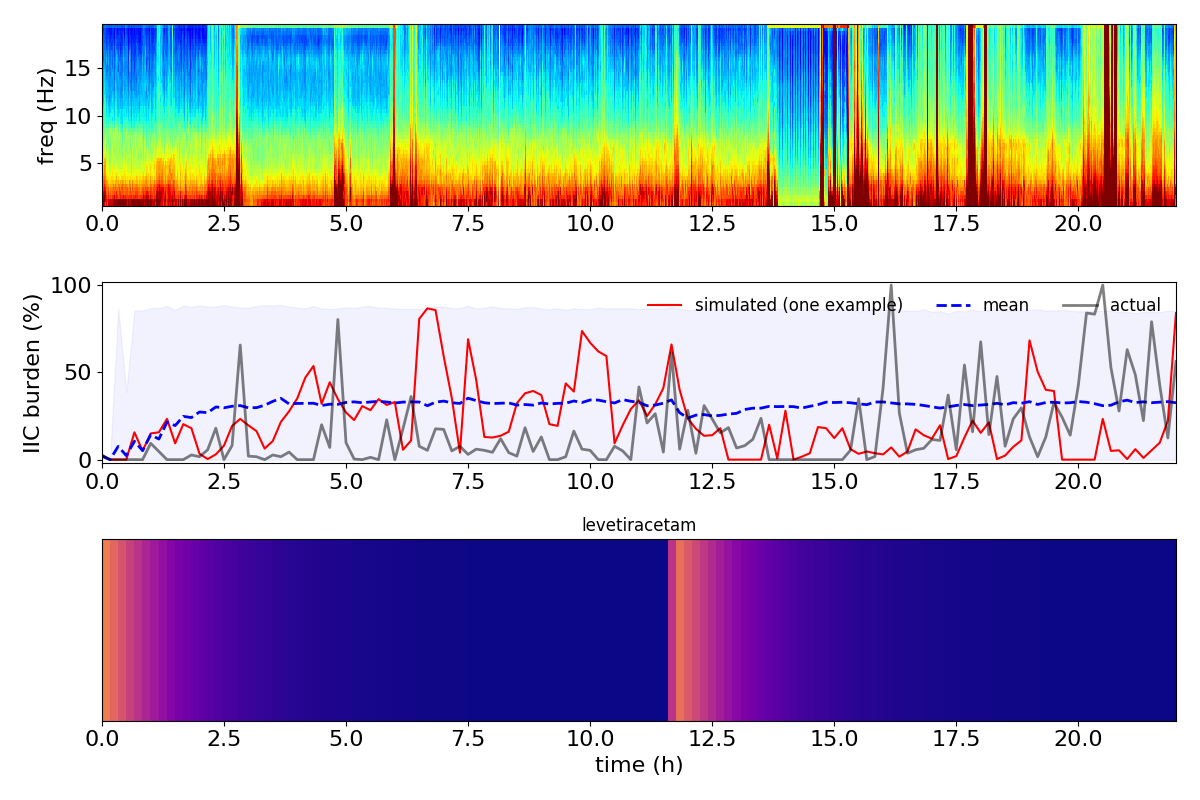 freq (Hz)
15
10
5
0.0 2.5 5.0 7.5 10.0 12.5 15.0 17.5 20.0
IIC burden (%)
100
50
0
simulated (one example) mean actual
0.0 2.5 5.0 7.5 10.0 12.5 15.0 17.5 20.0
levetiracetam
0.0 2.5 5.0 7.5 10.0 12.5 15.0 17.5 20.0
time (h)